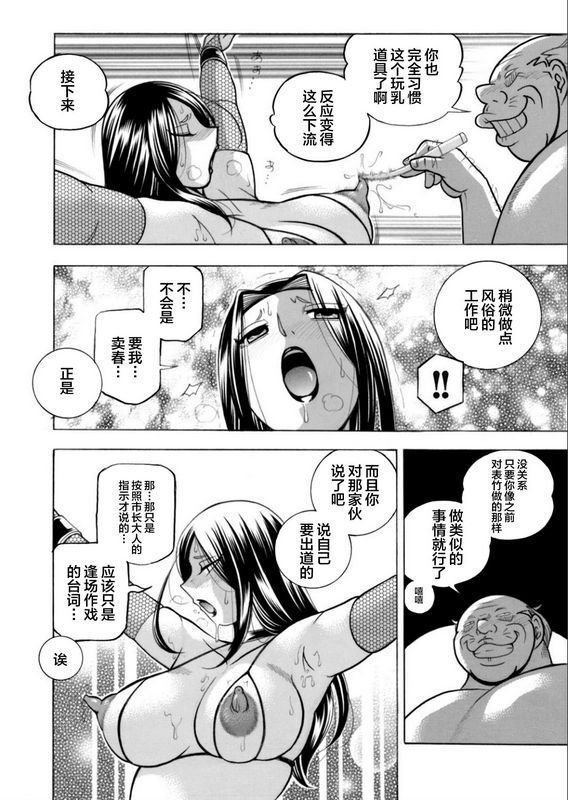 你也
完全习惯
这个玩乳
道具了啊
反应变得
这么下流
接下来
あぁ
稍微做点
风俗的
工作吧
!!
不…
不会是
要我…
卖春…
正是
没关系
只要你像之前
对表竹做的那样
做类似的
事情就行了
嘻嘻
而且你
对那家伙
说了吧
说自己
要出道的
那…那只是
按照市长大人的
指示才说的…
应该只是
逢场作戏
的台词…
诶